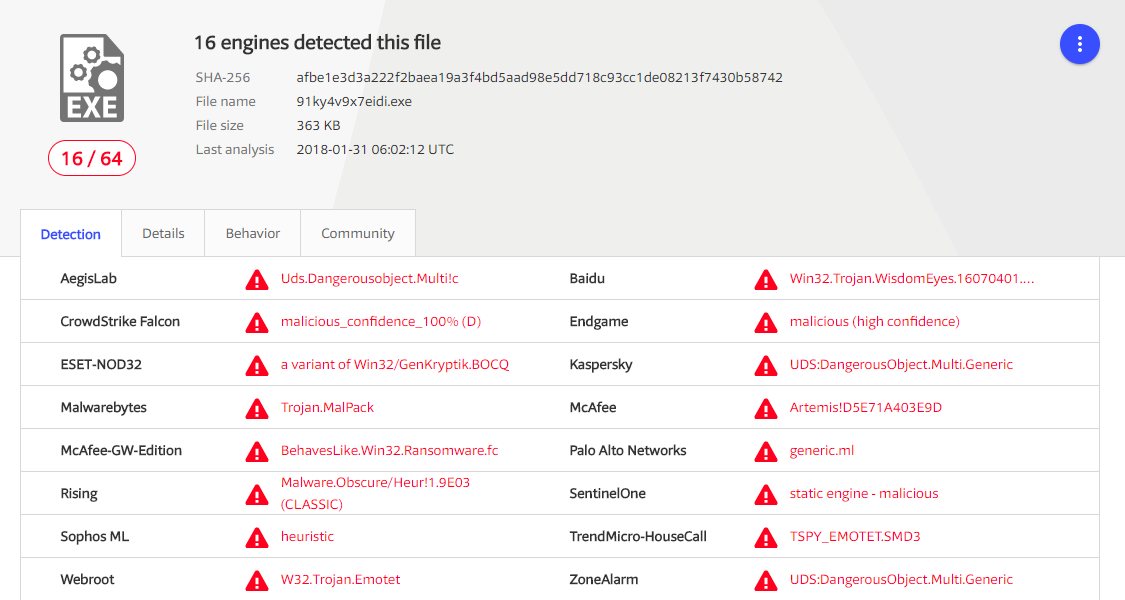 16 engines detected this file
SHA-256 afbe1e3d3a222f2baea19a3f4bd5aad98e5dd718c93cc1de08213f7430b58742
File name 91ky4v9x7eidi.exe
File size 363 KB
Last analysis 2018-01-31 06:02:12 UTC
EXE
16 / 64
Detection Details Behavior Community
AegisLab Uds.Dangerousobject.Multi!c Baidu Win32.Trojan.WisdomEyes.16070401....
CrowdStrike Falcon malicious_confidence_100% (D) Endgame malicious (high confidence)
ESET-NOD32 a variant of Win32/GenKryptik.BOCQ Kaspersky UDS:DangerousObject.Multi.Generic
Malwarebytes Trojan.MalPack McAfee Artemis!D5E71A403E9D
McAfee-GW-Edition BehavesLike.Win32.Ransomware.fc Palo Alto Networks generic.ml
Rising Malware.Obscure/Heur!1.9E03
(CLASSIC) SentinelOne static engine - malicious
Sophos ML heuristic TrendMicro-HouseCall TSPY_EMOTET.SMD3
Webroot W32.Trojan.Emotet ZoneAlarm UDS:DangerousObject.Multi.Generic